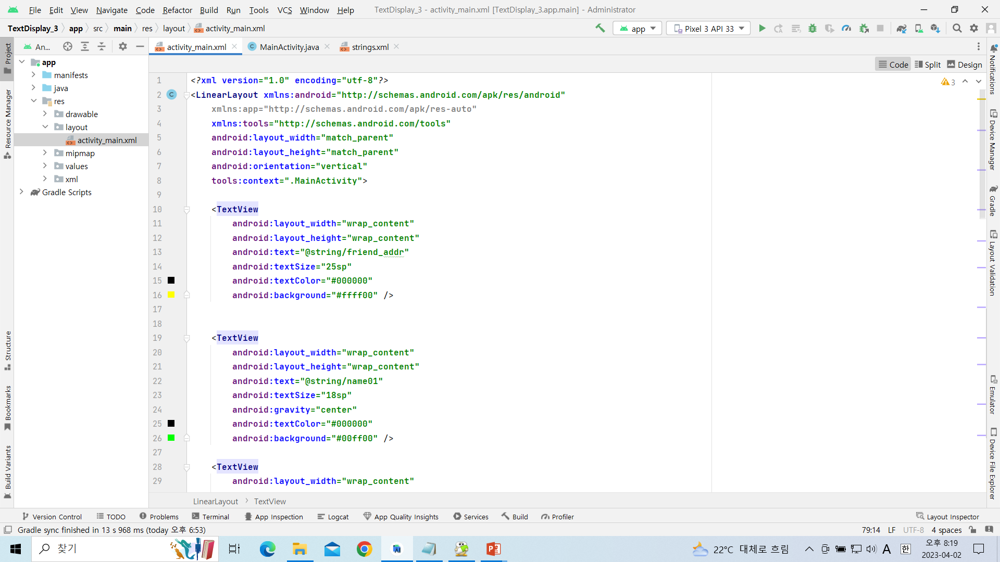 File Edit View Navigate Code Refactor Build Run Tools VCS Window Help TextDisplay_3 - activity_main.xml [TextDisplay_3.app.main] - Administrator
TextDisplay_3 app src main res layout activity_main.xml app Pixel 3 API 33
An... activity_main.xml MainActivity.java strings.xml
Code Split Design
Project
Resource Manager
Structure
Bookmarks
Build Variants
app
manifests
java
res
drawable
layout
activity_main.xml
mipmap
values
xml
Gradle Scripts
3
1 <?xml version="1.0" encoding="utf-8"?>
2 C <LinearLayout xmlns:android="http://schemas.android.com/apk/res/android"
3 xmlns:app="http://schemas.android.com/apk/res-auto"
4 xmlns:tools="http://schemas.android.com/tools"
5 android:layout_width="match_parent"
6 android:layout_height="match_parent"
7 android:orientation="vertical"
8 tools:context=".MainActivity">
9
10 <TextView
11 android:layout_width="wrap_content"
12 android:layout_height="wrap_content"
13 android:text="@string/friend_addr"
14 android:textSize="25sp"
15 android:textColor="#000000"
16 android:background="#ffff00" />
17
18
19 <TextView
20 android:layout_width="wrap_content"
21 android:layout_height="wrap_content"
22 android:text="@string/name01"
23 android:textSize="18sp"
24 android:gravity="center"
25 android:textColor="#000000"
26 android:background="#00ff00" />
27
28 <TextView
29 android:layout_width="wrap_content"
LinearLayout TextView
Notifications
Device Manager
Gradle
Layout Validation
Emulator
Device File Explorer
Version Control TODO Problems Terminal App Inspection Logcat App Quality Insights Services Build Profiler Layout Inspector
Gradle sync finished in 13 s 968 ms (today 오후 6:53) 79:14 LF UTF-8 4 spaces
찾기 22°C 대체로 흐림 A 한 오후 8:19
2023-04-02